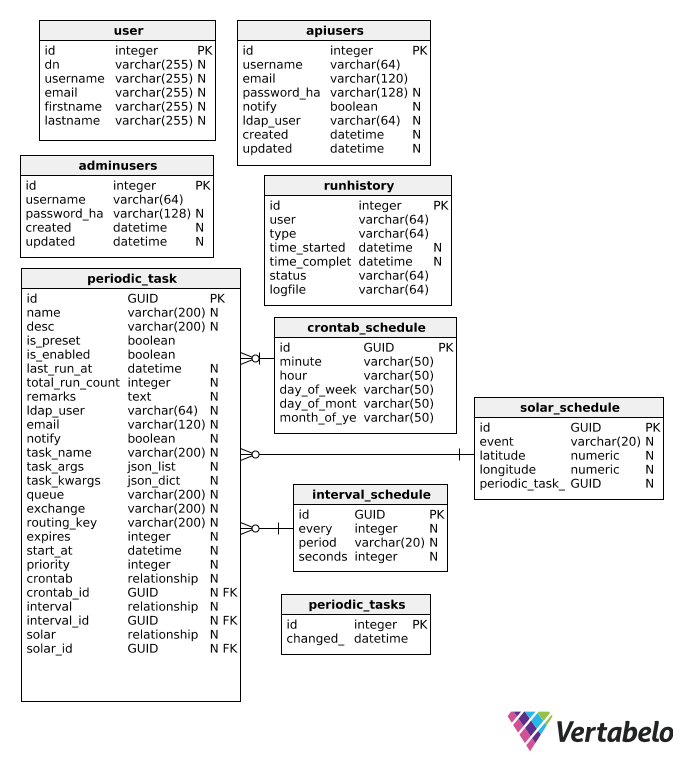 user
id integer PK
dn varchar(255) N
username varchar(255) N
email varchar(255) N
firstname varchar(255) N
lastname varchar(255) N
apiusers
id integer PK
username varchar(64)
email varchar(120)
password_ha varchar(128) N
notify boolean N
ldap_user varchar(64) N
created datetime N
updated datetime N
adminusers
id integer PK
username varchar(64)
password_ha varchar(128) N
created datetime N
updated datetime N
runhistory
id integer PK
user varchar(64)
type varchar(64)
time_started datetime N
time_complet datetime N
status varchar(64)
logfile varchar(64)
periodic_task
id GUID PK
name varchar(200) N
desc varchar(200) N
is_preset boolean
is_enabled boolean
last_run_at datetime N
total_run_count integer N
remarks text N
ldap_user varchar(64) N
email varchar(120) N
notify boolean N
task_name varchar(200) N
task_args json_list N
task_kwargs json_dict N
queue varchar(200) N
exchange varchar(200) N
routing_key varchar(200) N
expires integer N
start_at datetime N
priority integer N
crontab relationship N
crontab_id GUID N FK
interval relationship N
interval_id GUID N FK
solar relationship N
solar_id GUID N FK
crontab_schedule
id GUID PK
minute varchar(50)
hour varchar(50)
day_of_week varchar(50)
day_of_mont varchar(50)
month_of_ye varchar(50)
solar_schedule
id GUID PK
event varchar(20) N
latitude numeric N
longitude numeric N
periodic_task_ GUID N
interval_schedule
id GUID PK
every integer N
period varchar(20) N
seconds integer N
periodic_tasks
id integer PK
changed_ datetime
Vertabelo